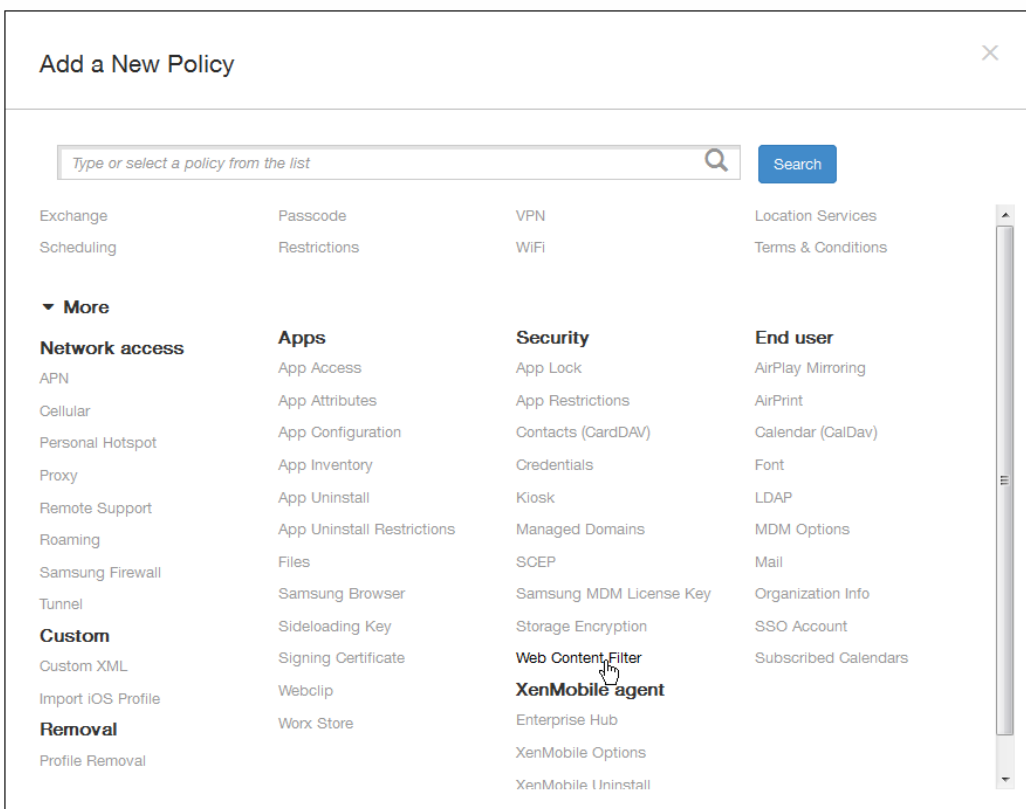 Add a New Policy
Type or select a policy from the list
Search
Exchange
Passcode
VPN
Location Services
Scheduling
Restrictions
WiFi
Terms & Conditions
More
Network access
APN
Cellular
Personal Hotspot
Proxy
Remote Support
Roaming
Samsung Firewall
Tunnel
Custom
Custom XML
Import iOS Profile
Removal
Profile Removal
Apps
App Access
App Attributes
App Configuration
App Inventory
App Uninstall
App Uninstall Restrictions
Files
Samsung Browser
Sideloading Key
Signing Certificate
Webclip
Worx Store
Security
App Lock
App Restrictions
Contacts (CardDAV)
Credentials
Kiosk
Managed Domains
SCEP
Samsung MDM License Key
Storage Encryption
Web Content Filter
XenMobile agent
Enterprise Hub
XenMobile Options
XenMobile Uninstall
End user
AirPlay Mirroring
AirPrint
Calendar (CalDav)
Font
LDAP
MDM Options
Mail
Organization Info
SSO Account
Subscribed Calendars